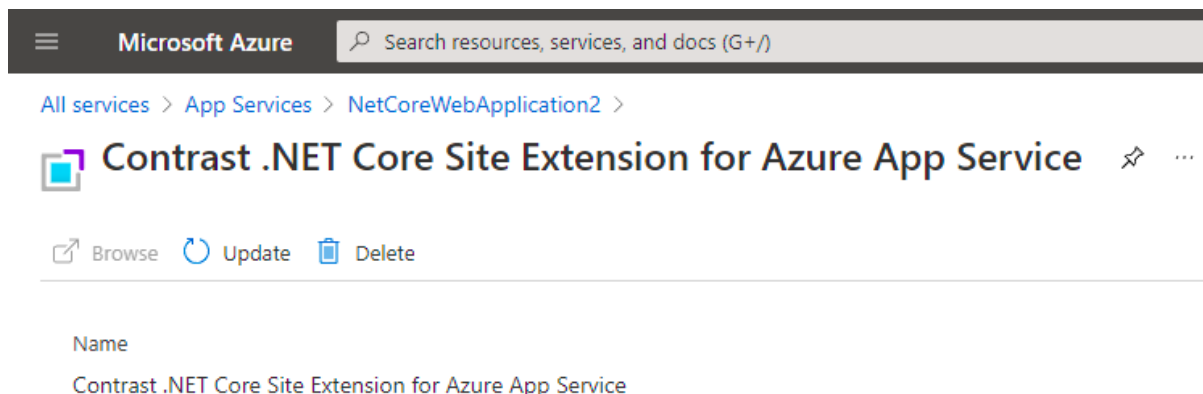 Microsoft Azure Search resources, services, and docs (G+/)
All services > App Services > NetCoreWebApplication2 >
Contrast .NET Core Site Extension for Azure App Service ...
Browse Update Delete
Name
Contrast .NET Core Site Extension for Azure App Service